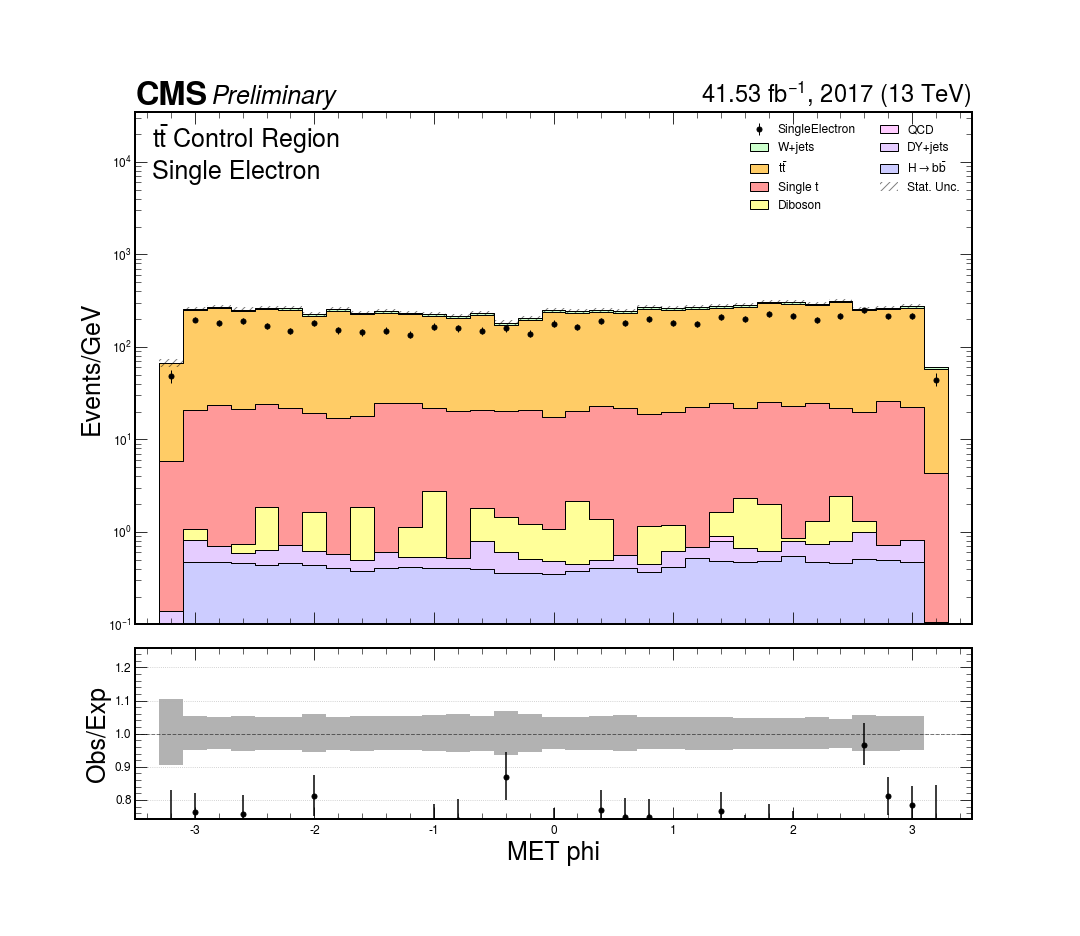 CMS Preliminary
41.53 fb⁻¹, 2017 (13 TeV)
tt̄ Control Region
Single Electron
SingleElectron
W+jets
tt̄
Single t
Diboson
QCD
DY+jets
H→bb̄
Stat. Unc.
Events/GeV
10⁴
10³
10²
10¹
10⁰
10⁻¹
Obs/Exp
1.2
1.1
1.0
0.9
0.8
-3 -2 -1 0 1 2 3
MET phi